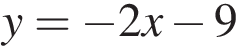 y = −2x − 9